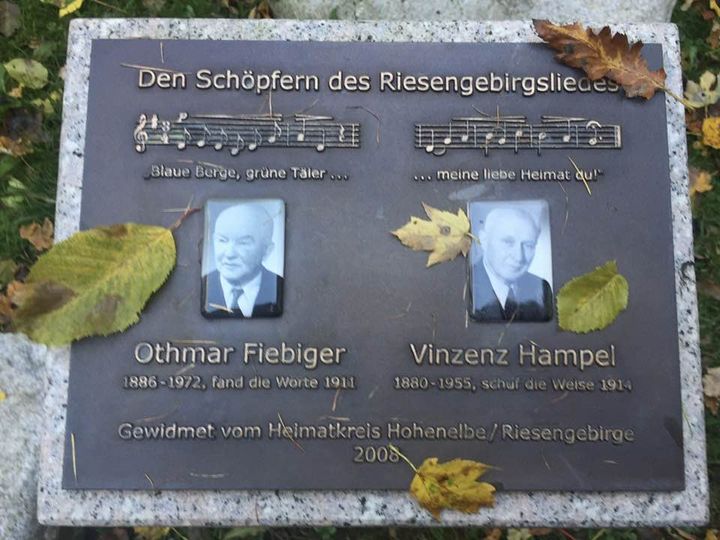 Den Schöpfern des Riesengebirgsliedes
„Blaue Berge, grüne Täler ...
... meine liebe Heimat du!“
Othmar Fiebiger
1886-1972, fand die Worte 1911
Vinzenz Hampel
1880-1955, schuf die Weise 1914
Gewidmet vom Heimatkreis Hohenelbe/Riesengebirge
2008